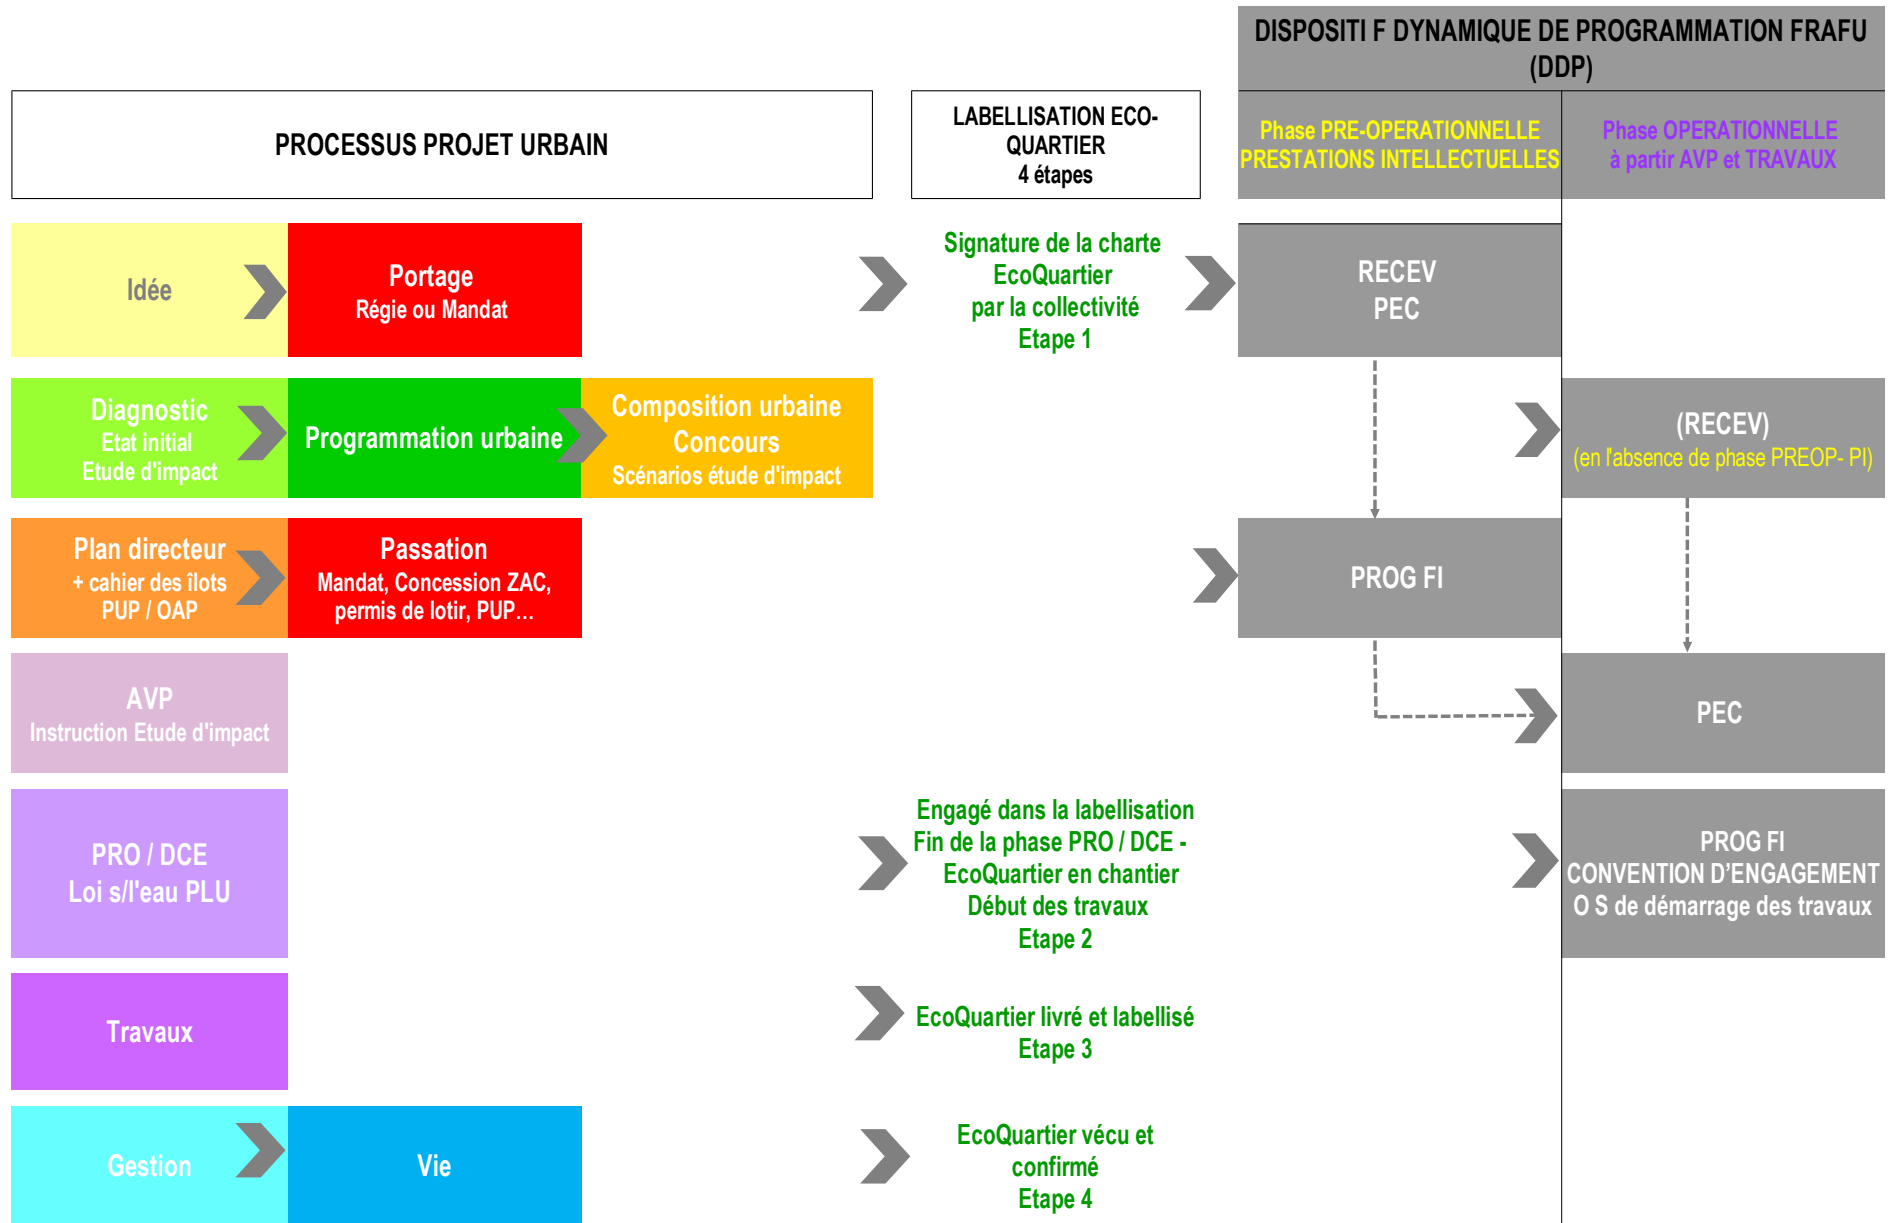 DISPOSITI F DYNAMIQUE DE PROGRAMMATION FRAFU
(DDP)
PROCESSUS PROJET URBAIN
LABELLISATION ECO-
QUARTIER
4 étapes
Phase PRE-OPERATIONNELLE
PRESTATIONS INTELLECTUELLES
Phase OPERATIONNELLE
à partir AVP et TRAVAUX
Idée
Portage
Régie ou Mandat
Signature de la charte
EcoQuartier
par la collectivité
Etape 1
RECEV
PEC
Diagnostic
Etat initial
Etude d'impact
Programmation urbaine
Composition urbaine
Concours
Scénarios étude d'impact
(RECEV)
(en l'absence de phase PREOP- PI)
Plan directeur
+ cahier des îlots
PUP / OAP
Passation
Mandat, Concession ZAC,
permis de lotir, PUP…
PROG FI
AVP
Instruction Etude d'impact
PEC
PRO / DCE
Loi s/l'eau PLU
Engagé dans la labellisation
Fin de la phase PRO / DCE -
EcoQuartier en chantier
Début des travaux
Etape 2
PROG FI
CONVENTION D’ENGAGEMENT
O S de démarrage des travaux
Travaux
EcoQuartier livré et labellisé
Etape 3
Gestion
Vie
EcoQuartier vécu et
confirmé
Etape 4